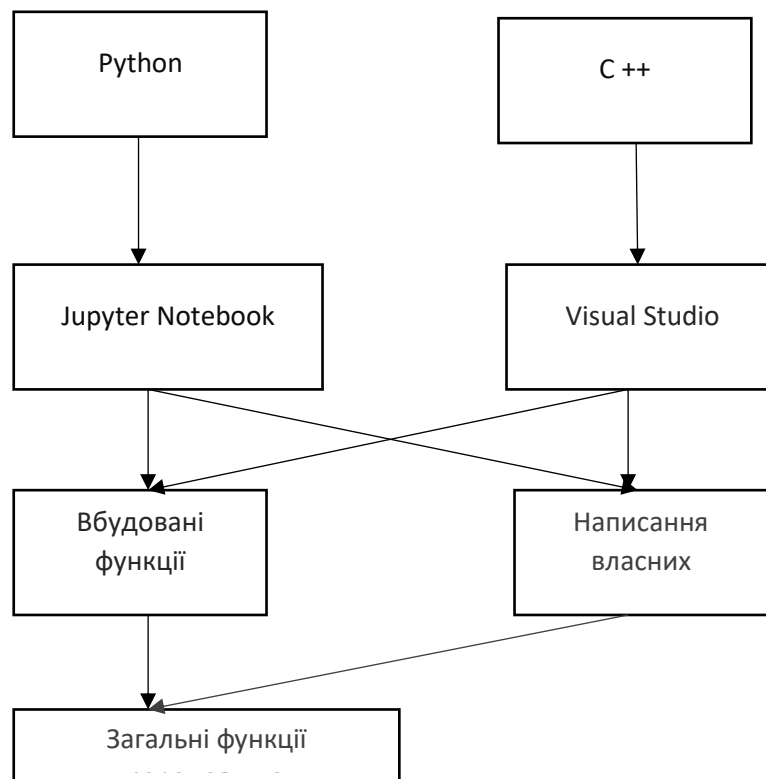 Python
C ++
Jupyter Notebook
Visual Studio
Вбудовані
функції
Написання
власних
Загальні функції